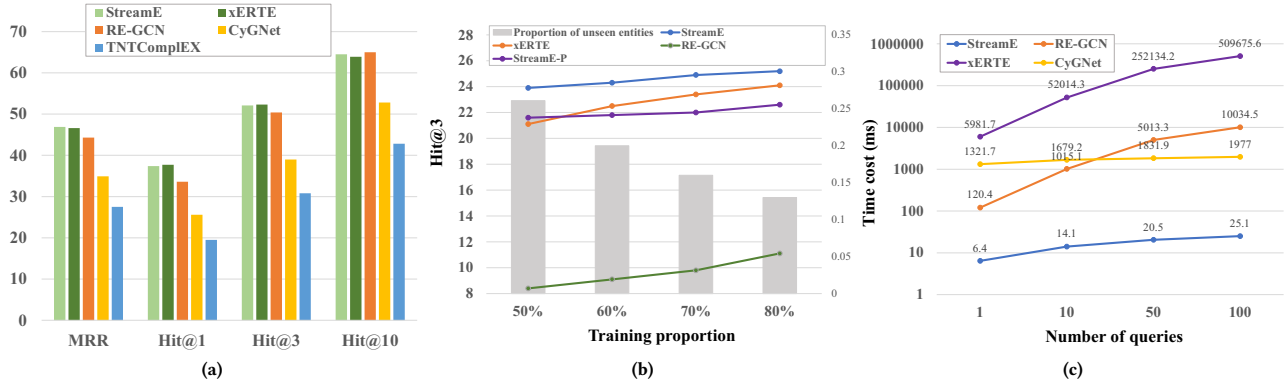 StreamE xERTE
RE-GCN CyGNet
TNTComplEX
70
60
50
40
30
20
10
0
MRR Hit@1 Hit@3 Hit@10
(a)
Proportion of unseen entities StreamE
xERTE RE-GCN
StreamE-P
Hit@3
28
26
24
22
20
18
16
14
12
10
8
0.35
0.3
0.25
0.2
0.15
0.1
0.05
0
50% 60% 70% 80%
Training proportion
(b)
StreamE RE-GCN
xERTE CyGNet
Time cost (ms)
1000000
100000
10000
1000
100
10
1
5981.7 52014.3 252134.2 509675.6
1321.7 1679.2 1831.9 1977
120.4 1015.1 5013.3 10034.5
6.4 14.1 20.5 25.1
1 10 50 100
Number of queries
(c)